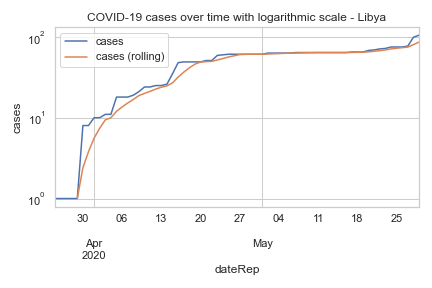 COVID-19 cases over time with logarithmic scale - Libya
cases
cases (rolling)
10²
10¹
10⁰
cases
30 06 13 20 27 04 11 18 25
Apr May
2020
dateRep